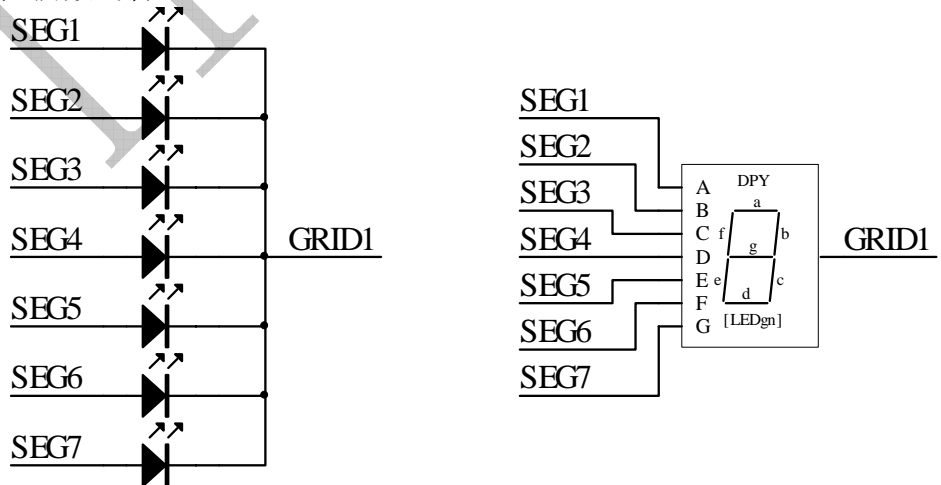 SEG1
SEG2
SEG3
SEG4
SEG5
SEG6
SEG7
GRID1
SEG1
SEG2
SEG3
SEG4
SEG5
SEG6
SEG7
A
B
C
D
E
F
G
DPY
a
f
b
g
e
c
d
[LEDgn]
GRID1